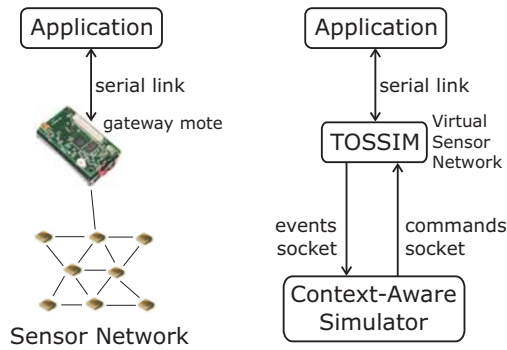 Application
serial link
gateway mote
Sensor Network
Application
serial link
TOSSIM
Virtual
Sensor
Network
events
socket
commands
socket
Context-Aware
Simulator